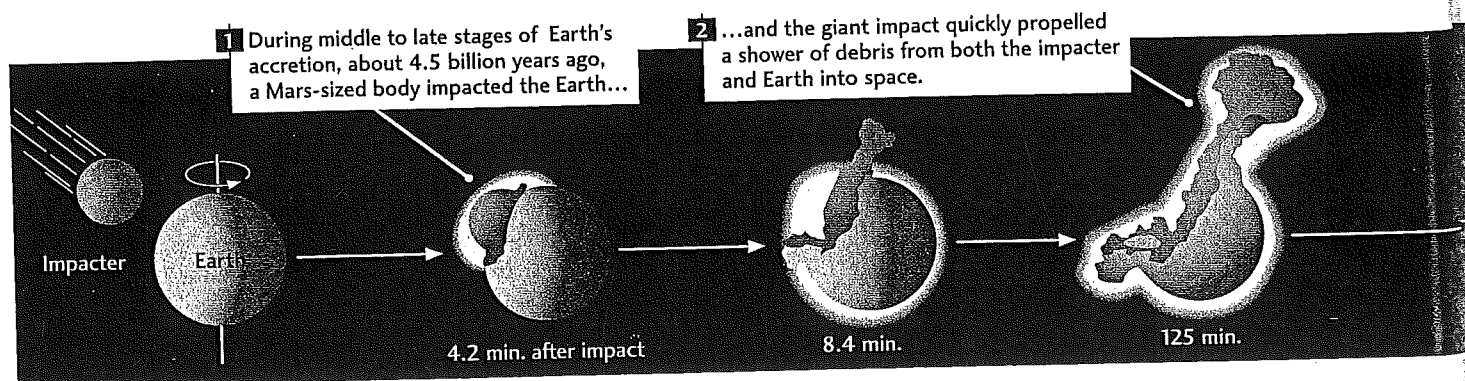 1 During middle to late stages of Earth's
accretion, about 4.5 billion years ago,
a Mars-sized body impacted the Earth...
2 ...and the giant impact quickly propelled
a shower of debris from both the impacter
and Earth into space.
Impacter
Earth
4.2 min. after impact
8.4 min.
125 min.